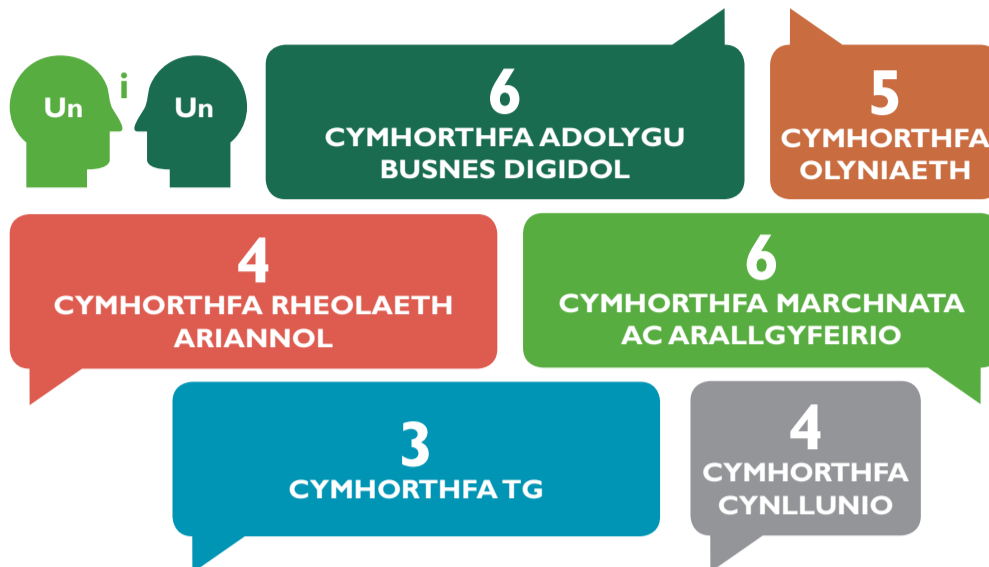 Un i Un
6
CYMHORTHFA ADOLYGU
BUSNES DIGIDOL
5
CYMHORTHFA
OLYNIAETH
4
CYMHORTHFA RHEOLAETH
ARIANNOL
6
CYMHORTHFA MARCHNATA
AC ARALLGYFEIRIO
3
CYMHORTHFA TG
4
CYMHORTHFA
CYNLLUNIO